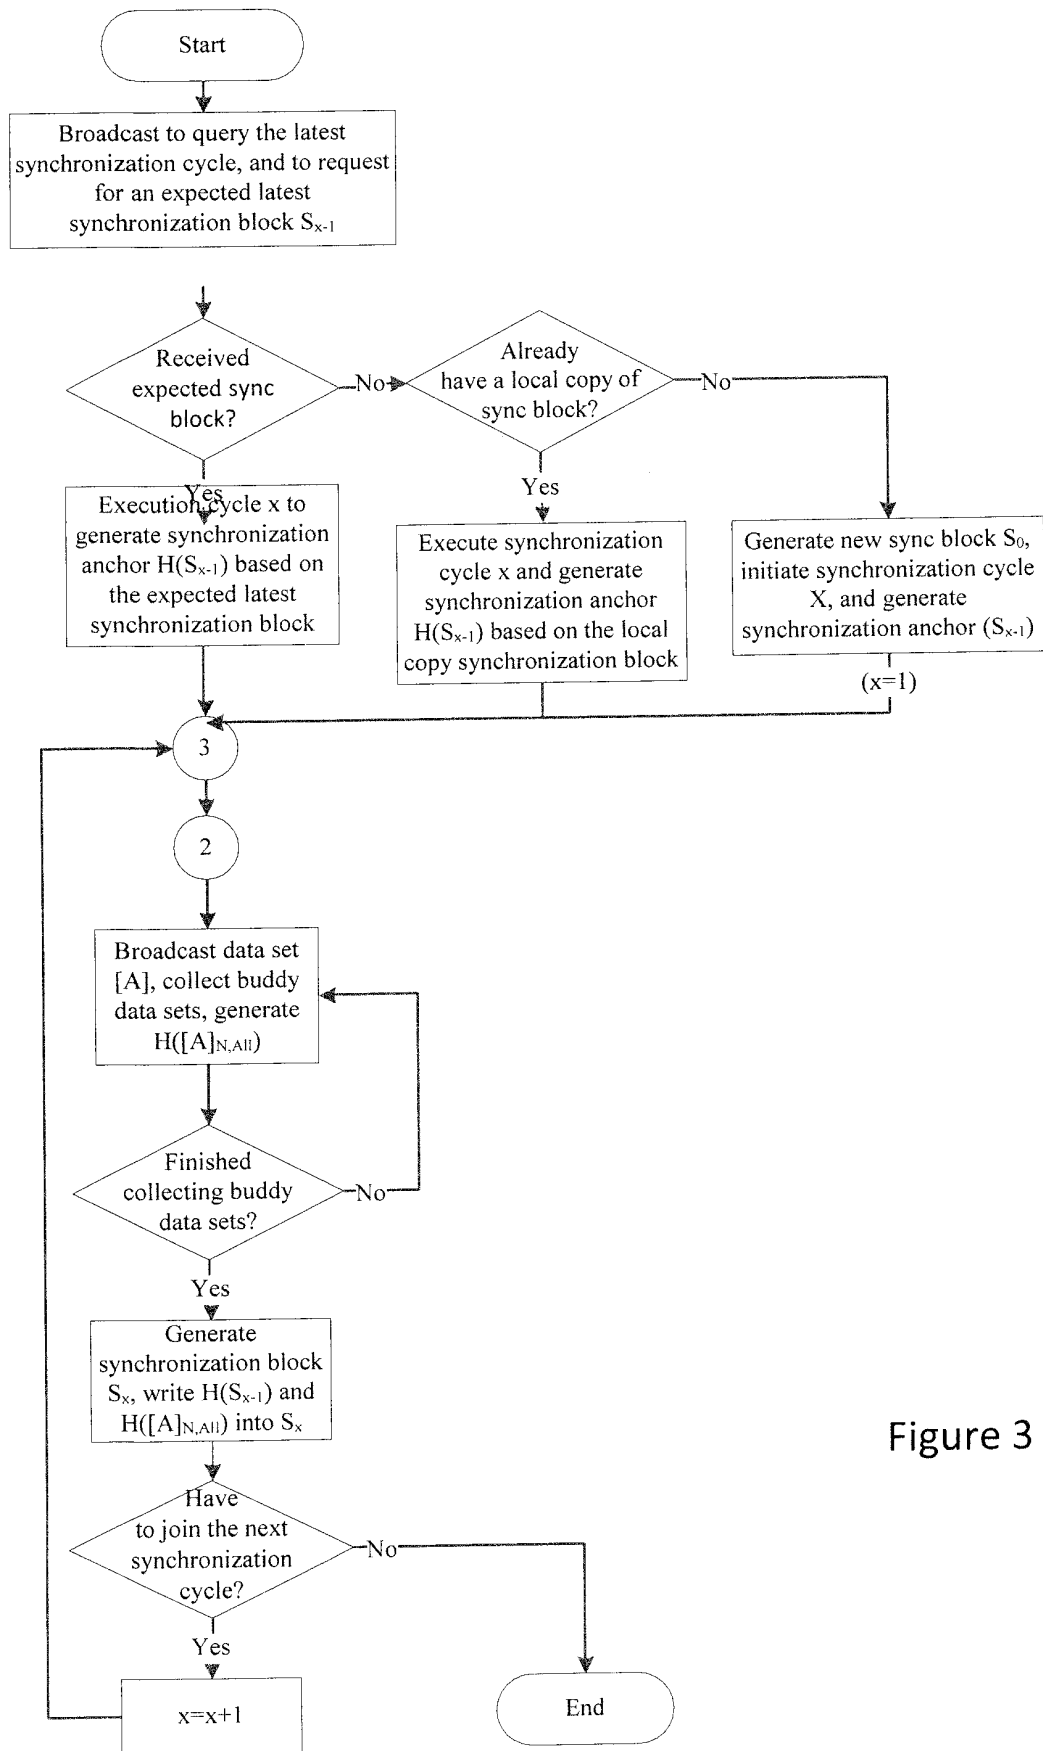 Start
Broadcast to query the latest
synchronization cycle, and to request
for an expected latest
synchronization block Sx-1
Received
expected sync
block?
No
Already
have a local copy of
sync block?
No
Yes
Execution cycle x to
generate synchronization
anchor H(Sx-1) based on
the expected latest
synchronization block
Yes
Execute synchronization
cycle x and generate
synchronization anchor
H(Sx-1) based on the local
copy synchronization block
Generate new sync block S0,
initiate synchronization cycle
X, and generate
synchronization anchor (Sx-1)
(x=1)
3
2
Broadcast data set
[A], collect buddy
data sets, generate
H([A]N,All)
Finished
collecting buddy
data sets?
No
Yes
Generate
synchronization block
Sx, write H(Sx-1) and
H([A]N,All) into Sx
Figure 3
Have
to join the next
synchronization
cycle?
No
Yes
x=x+1
End